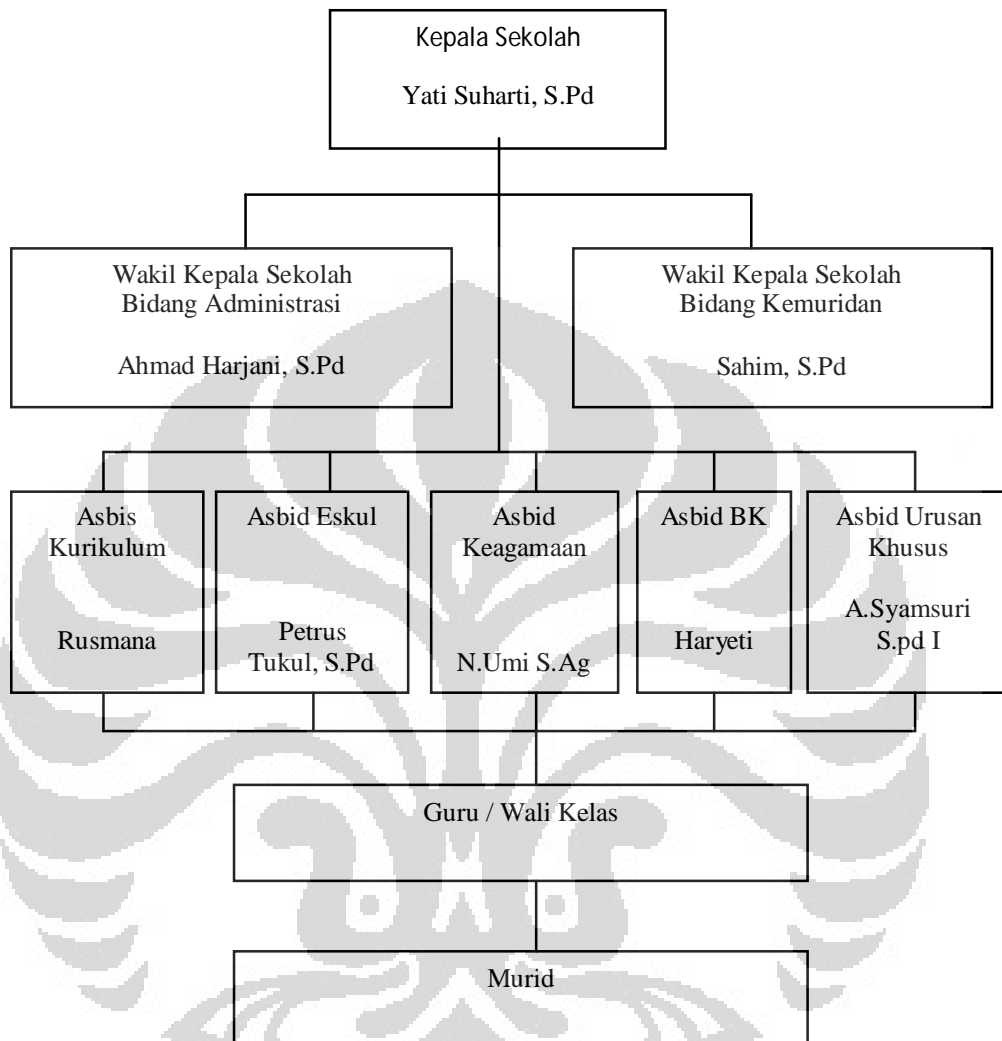 Kepala Sekolah
Yati Suharti, S.Pd
Wakil Kepala Sekolah
Bidang Administrasi
Ahmad Harjani, S.Pd
Wakil Kepala Sekolah
Bidang Kemuridan
Sahim, S.Pd
Asbis
Kurikulum
Rusmana
Asbid Eskul
Petrus
Tukul, S.Pd
Asbid
Keagamaan
N.Umi S.Ag
Asbid BK
Haryeti
Asbid Urusan
Khusus
A.Syamsuri
S.pd I
Guru / Wali Kelas
Murid